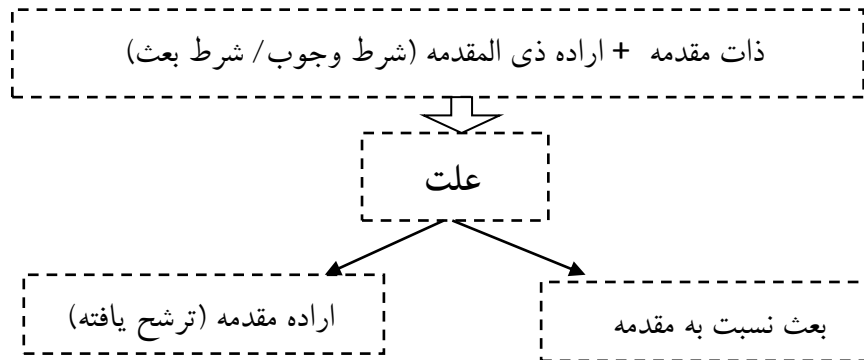 ذات مقدمه + اراده ذی المقدمه (شرط وجوب/ شرط بعث)
علت
بعث نسبت به مقدمه
اراده مقدمه (ترشح یافته)